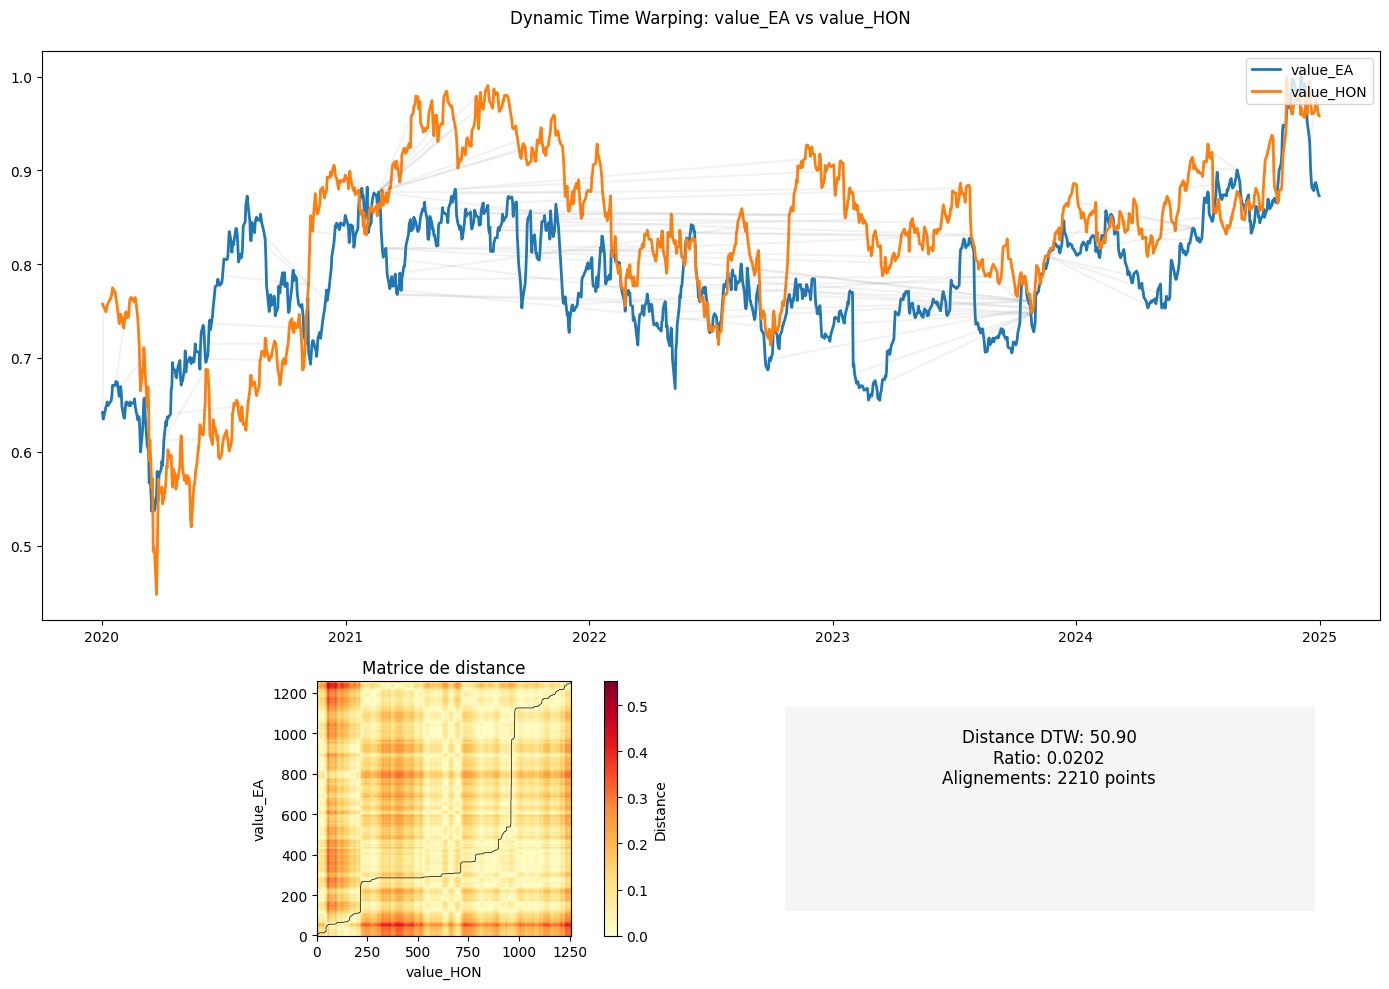 Dynamic Time Warping: value_EA vs value_HON
value_EA
value_HON
1.0
0.9
0.8
0.7
0.6
0.5
2020 2021 2022 2023 2024 2025
Matrice de distance
1200
1000
800
600
400
200
0
value_EA
0 250 500 750 1000 1250
value_HON
0.5
0.4
0.3
0.2
0.1
0.0
Distance
Distance DTW: 50.90
Ratio: 0.0202
Alignements: 2210 points